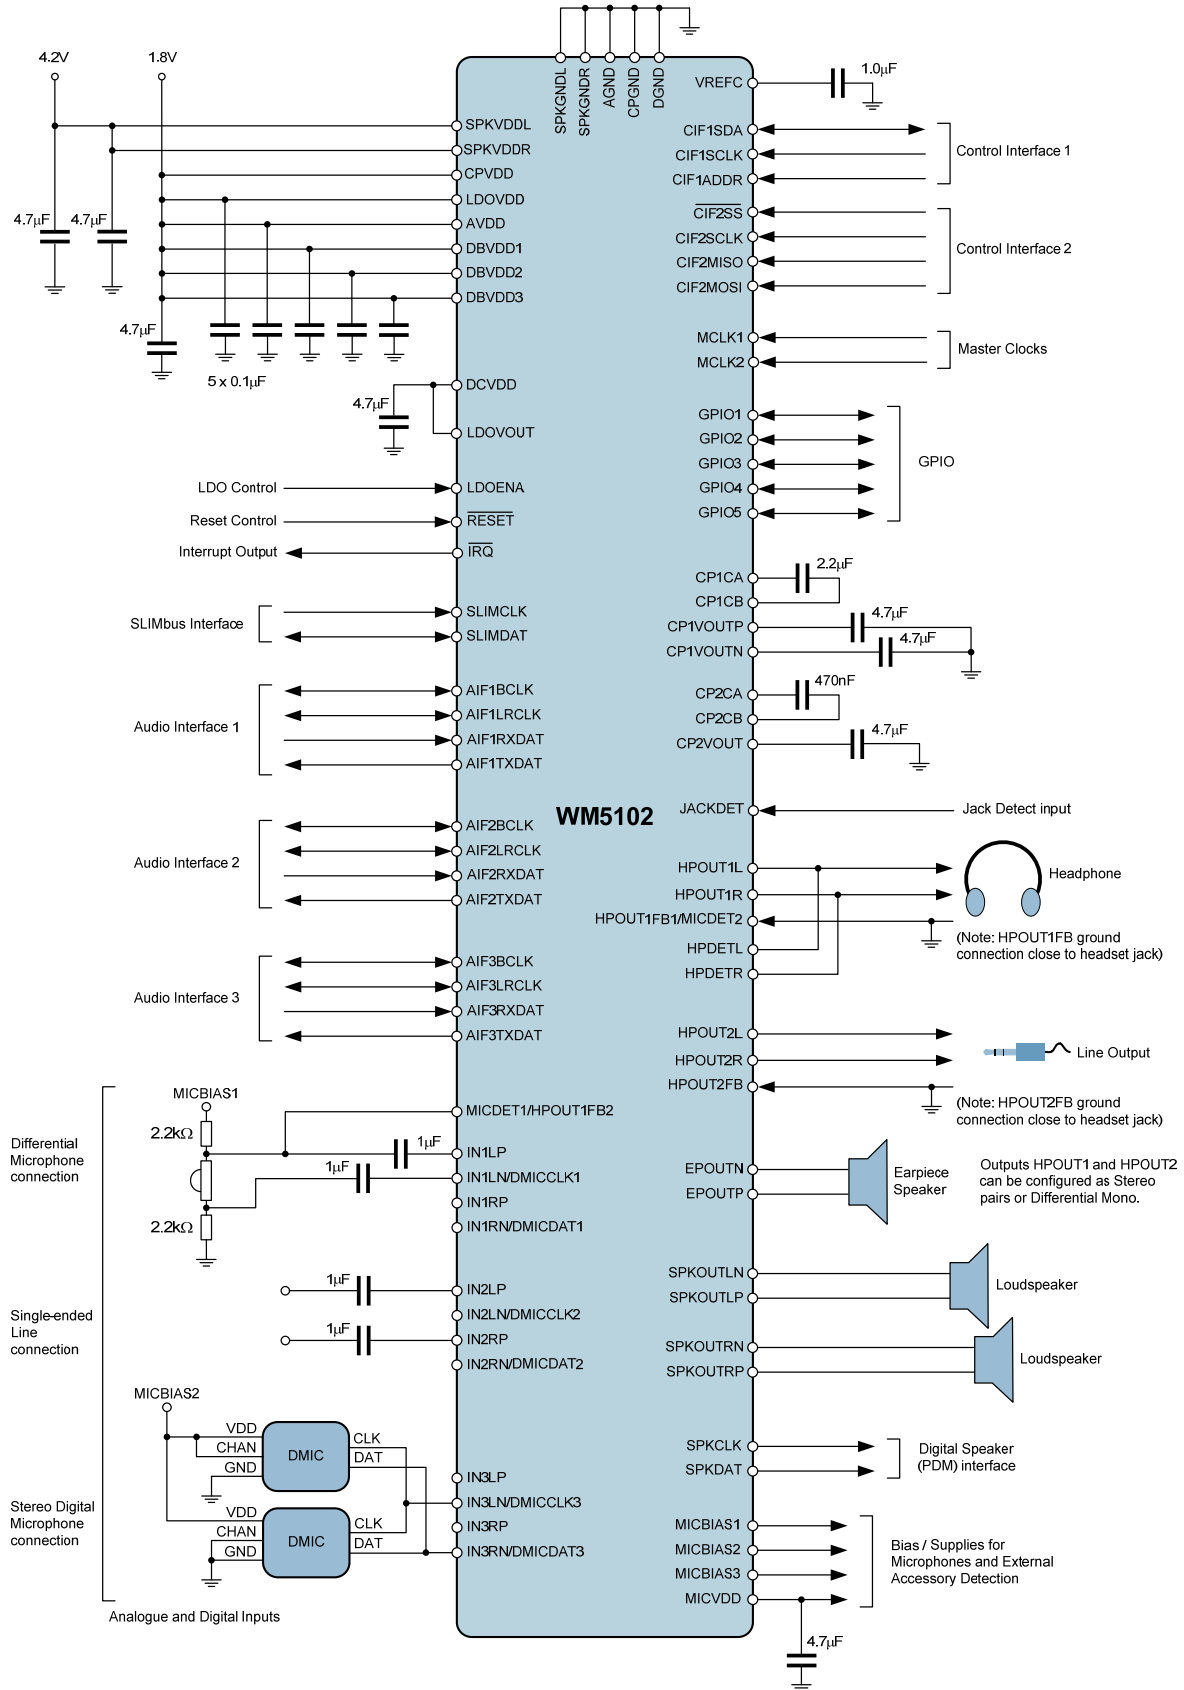 4.2V
1.8V
SPKGNDL
SPKGNDR
AGND
CPGND
DGND
SPKVDDL
SPKVDDR
CPVDD
LDOVDD
AVDD
DBVDD1
DBVDD2
DBVDD3
4.7µF
4.7µF
4.7µF
5 x 0.1µF
4.7µF
DCVDD
LDOVOUT
LDO Control
LDOENA
Reset Control
RESET
Interrupt Output
IRQ
SLIMbus Interface
SLIMCLK
SLIMDAT
Audio Interface 1
AIF1BCLK
AIF1LRCLK
AIF1RXDAT
AIF1TXDAT
Audio Interface 2
AIF2BCLK
AIF2LRCLK
AIF2RXDAT
AIF2TXDAT
Audio Interface 3
AIF3BCLK
AIF3LRCLK
AIF3RXDAT
AIF3TXDAT
MICBIAS1
2.2kΩ
2.2kΩ
1µF
1µF
Differential
Microphone
connection
MICDET1/HPOUT1FB2
IN1LP
IN1LN/DMICCLK1
IN1RP
IN1RN/DMICDAT1
Single-ended
Line
connection
1µF
1µF
IN2LP
IN2LN/DMICCLK2
IN2RP
IN2RN/DMICDAT2
MICBIAS2
VDD
CHAN
GND
DMIC
CLK
DAT
Stereo Digital
Microphone
connection
VDD
CHAN
GND
DMIC
CLK
DAT
IN3LP
IN3LN/DMICCLK3
IN3RP
IN3RN/DMICDAT3
Analogue and Digital Inputs
WM5102
VREFC
1.0µF
CIF1SDA
CIF1SCLK
CIF1ADDR
Control Interface 1
CIF2SS
CIF2SCLK
CIF2MISO
CIF2MOSI
Control Interface 2
MCLK1
MCLK2
Master Clocks
GPIO1
GPIO2
GPIO3
GPIO4
GPIO5
GPIO
CP1CA
2.2µF
CP1CB
CP1VOUTP
4.7µF
CP1VOUTN
4.7µF
CP2CA
470nF
CP2CB
CP2VOUT
4.7µF
JACKDET
Jack Detect input
HPOUT1L
HPOUT1R
HPOUT1FB1/MICDET2
HPDETL
HPDETR
Headphone
(Note: HPOUT1FB ground
connection close to headset jack)
HPOUT2L
HPOUT2R
HPOUT2FB
Line Output
(Note: HPOUT2FB ground
connection close to headset jack)
EPOUTN
EPOUTP
Earpiece
Speaker
Outputs HPOUT1 and HPOUT2
can be configured as Stereo
pairs or Differential Mono.
SPKOUTLN
SPKOUTLP
Loudspeaker
SPKOUTRN
SPKOUTRP
Loudspeaker
SPKCLK
SPKDAT
Digital Speaker
(PDM) interface
MICBIAS1
MICBIAS2
MICBIAS3
MICVDD
Bias / Supplies for
Microphones and External
Accessory Detection
4.7µF